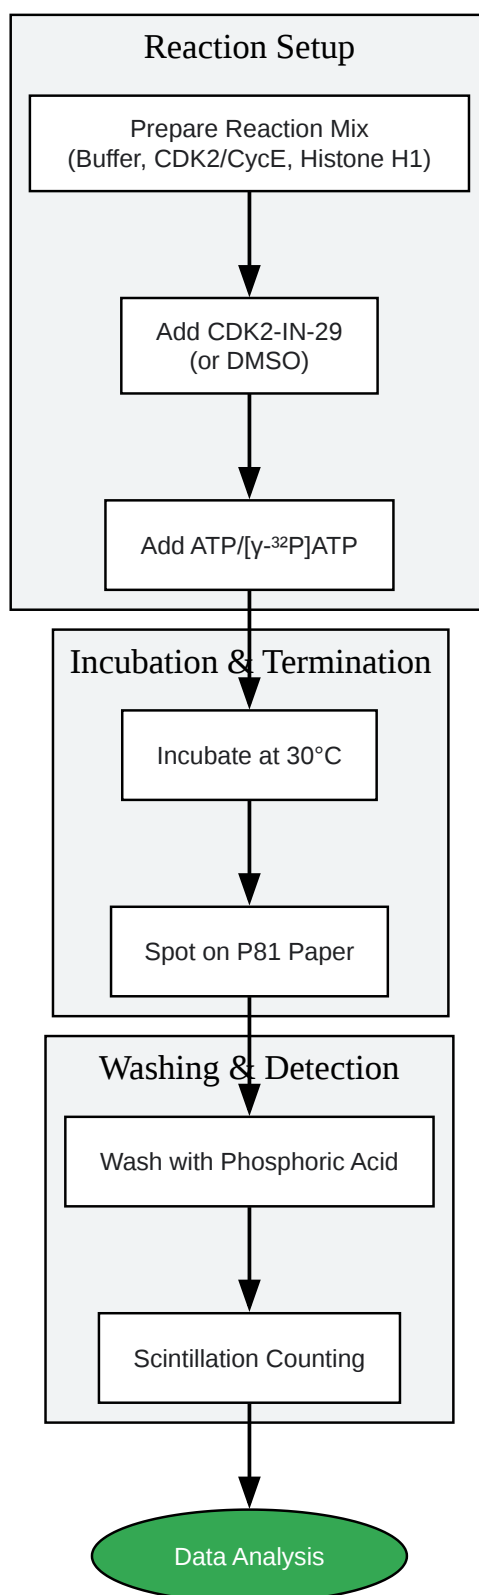 Reaction Setup
Prepare Reaction Mix
(Buffer, CDK2/CycE, Histone H1)
Add CDK2-IN-29
(or DMSO)
Add ATP/[γ-³²P]ATP
Incubation & Termination
Incubate at 30°C
Spot on P81 Paper
Washing & Detection
Wash with Phosphoric Acid
Scintillation Counting
Data Analysis